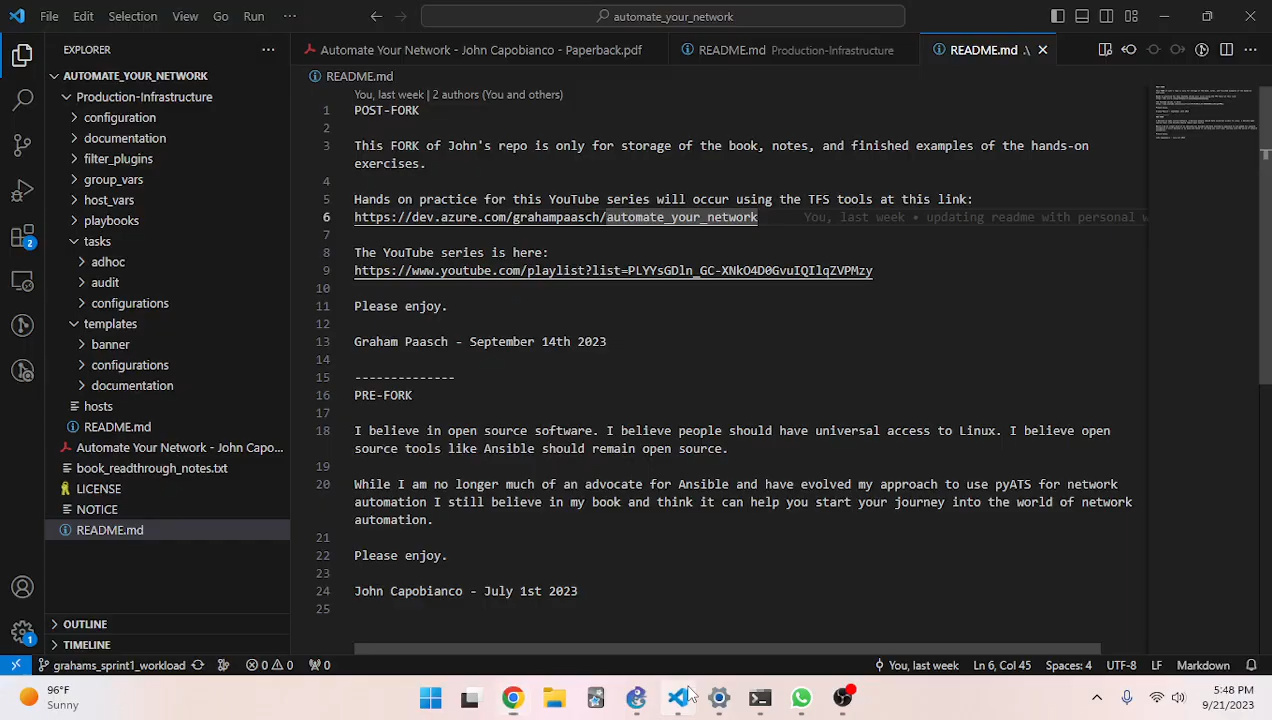 File Edit Selection View Go Run ···
automate_your_network
EXPLORER
AUTOMATE_YOUR_NETWORK
Production-Infrastructure
configuration
documentation
filter_plugins
group_vars
host_vars
playbooks
tasks
adhoc
audit
configurations
templates
banner
configurations
documentation
hosts
README.md
Automate Your Network - John Capo...
book_readthrough_notes.txt
LICENSE
NOTICE
README.md
OUTLINE
TIMELINE
2
1
Automate Your Network - John Capobianco - Paperback.pdf
README.md Production-Infrastructure
README.md .\
README.md
You, last week | 2 authors (You and others)
1 POST-FORK
2
3 This FORK of John's repo is only for storage of the book, notes, and finished examples of the hands-on
exercises.
4
5 Hands on practice for this YouTube series will occur using the TFS tools at this link:
6 https://dev.azure.com/grahampaasch/automate_your_network You, last week • updating readme with personal w
7
8 The YouTube series is here:
9 https://www.youtube.com/playlist?list=PLYYsGDln_GC-XNkO4D0GvuIQIlqZVPMzy
10
11 Please enjoy.
12
13 Graham Paasch - September 14th 2023
14
15 --------------
16 PRE-FORK
17
18 I believe in open source software. I believe people should have universal access to Linux. I believe open
source tools like Ansible should remain open source.
19
20 While I am no longer much of an advocate for Ansible and have evolved my approach to use pyATS for network
automation I still believe in my book and think it can help you start your journey into the world of network
automation.
21
22 Please enjoy.
23
24 John Capobianco - July 1st 2023
25
grahams_sprint1_workload 0 0 0 You, last week Ln 6, Col 45 Spaces: 4 UTF-8 LF Markdown
96°F
Sunny
5:48 PM
9/21/2023